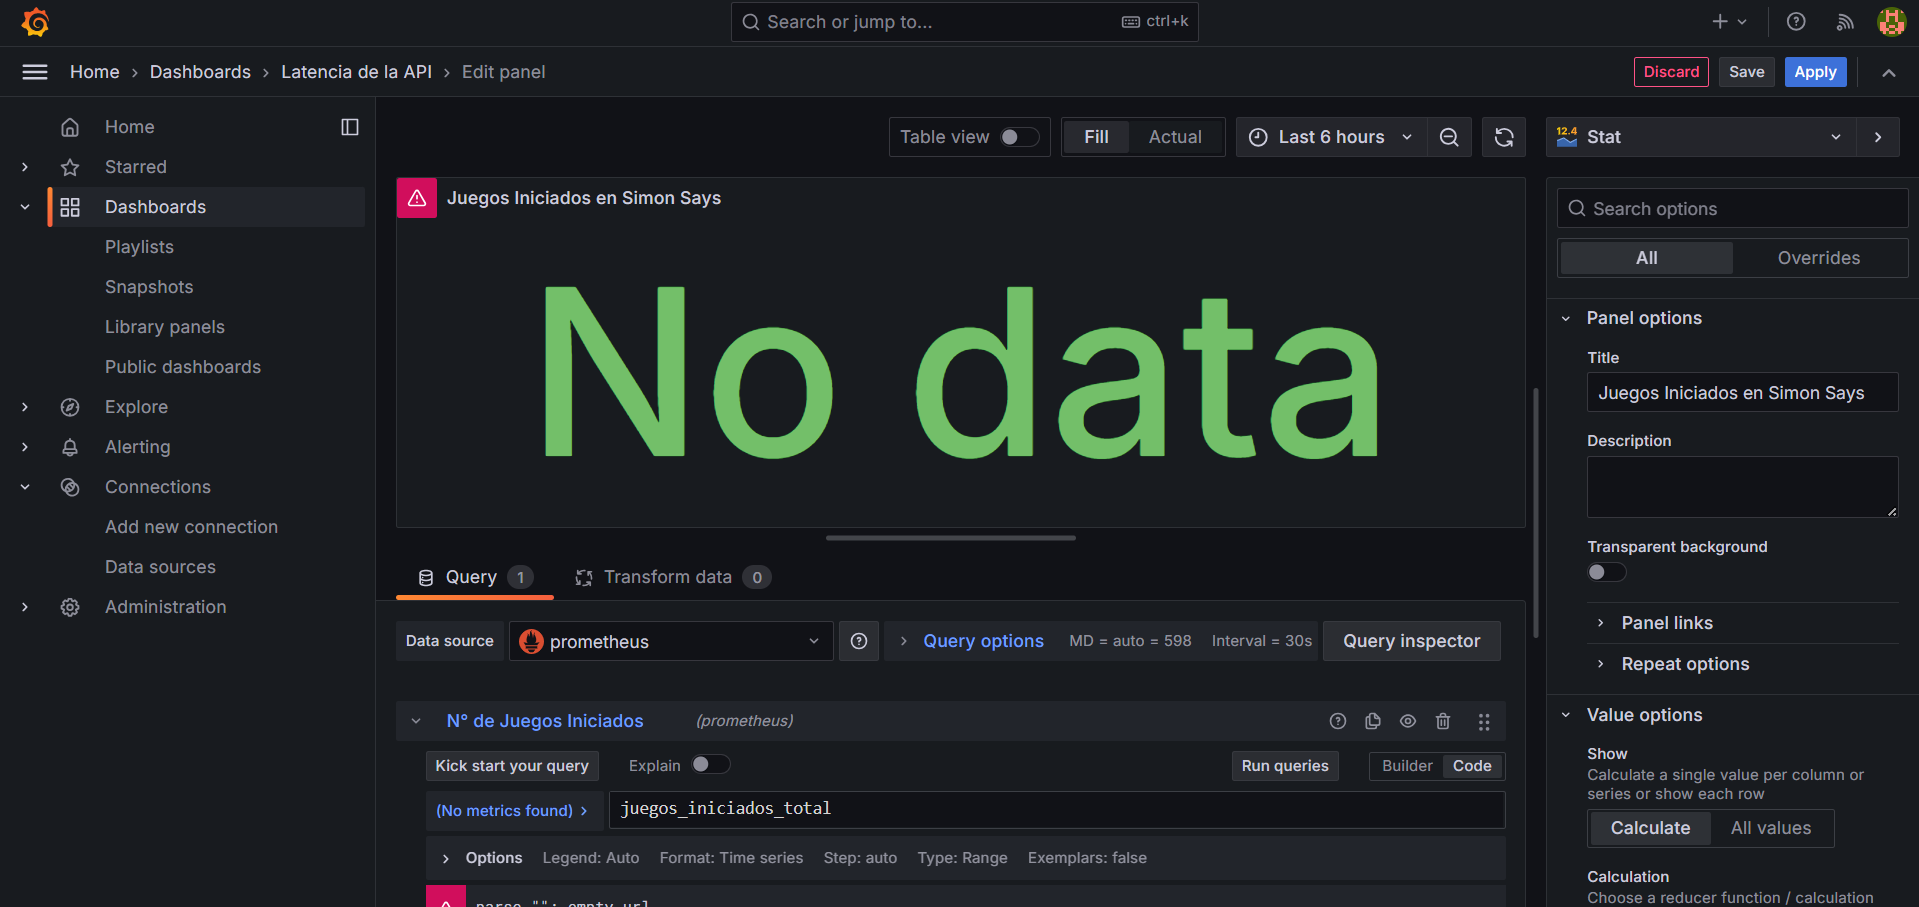 Search or jump to...
ctrl+k
Home › Dashboards › Latencia de la API › Edit panel
Discard
Save
Apply
Home
Starred
Dashboards
Playlists
Snapshots
Library panels
Public dashboards
Explore
Alerting
Connections
Add new connection
Data sources
Administration
Table view
Fill
Actual
Last 6 hours
12.4
Stat
Juegos Iniciados en Simon Says
No data
Query 1
Transform data 0
Data source
prometheus
Query options
MD = auto = 598
Interval = 30s
Query inspector
N° de Juegos Iniciados
(prometheus)
Kick start your query
Explain
Run queries
Builder
Code
(No metrics found) ›
juegos_iniciados_total
Options
Legend: Auto
Format: Time series
Step: auto
Type: Range
Exemplars: false
parse "": empty url
Search options
All
Overrides
Panel options
Title
Juegos Iniciados en Simon Says
Description
Transparent background
Panel links
Repeat options
Value options
Show
Calculate a single value per column or
series or show each row
Calculate
All values
Calculation
Choose a reducer function / calculation